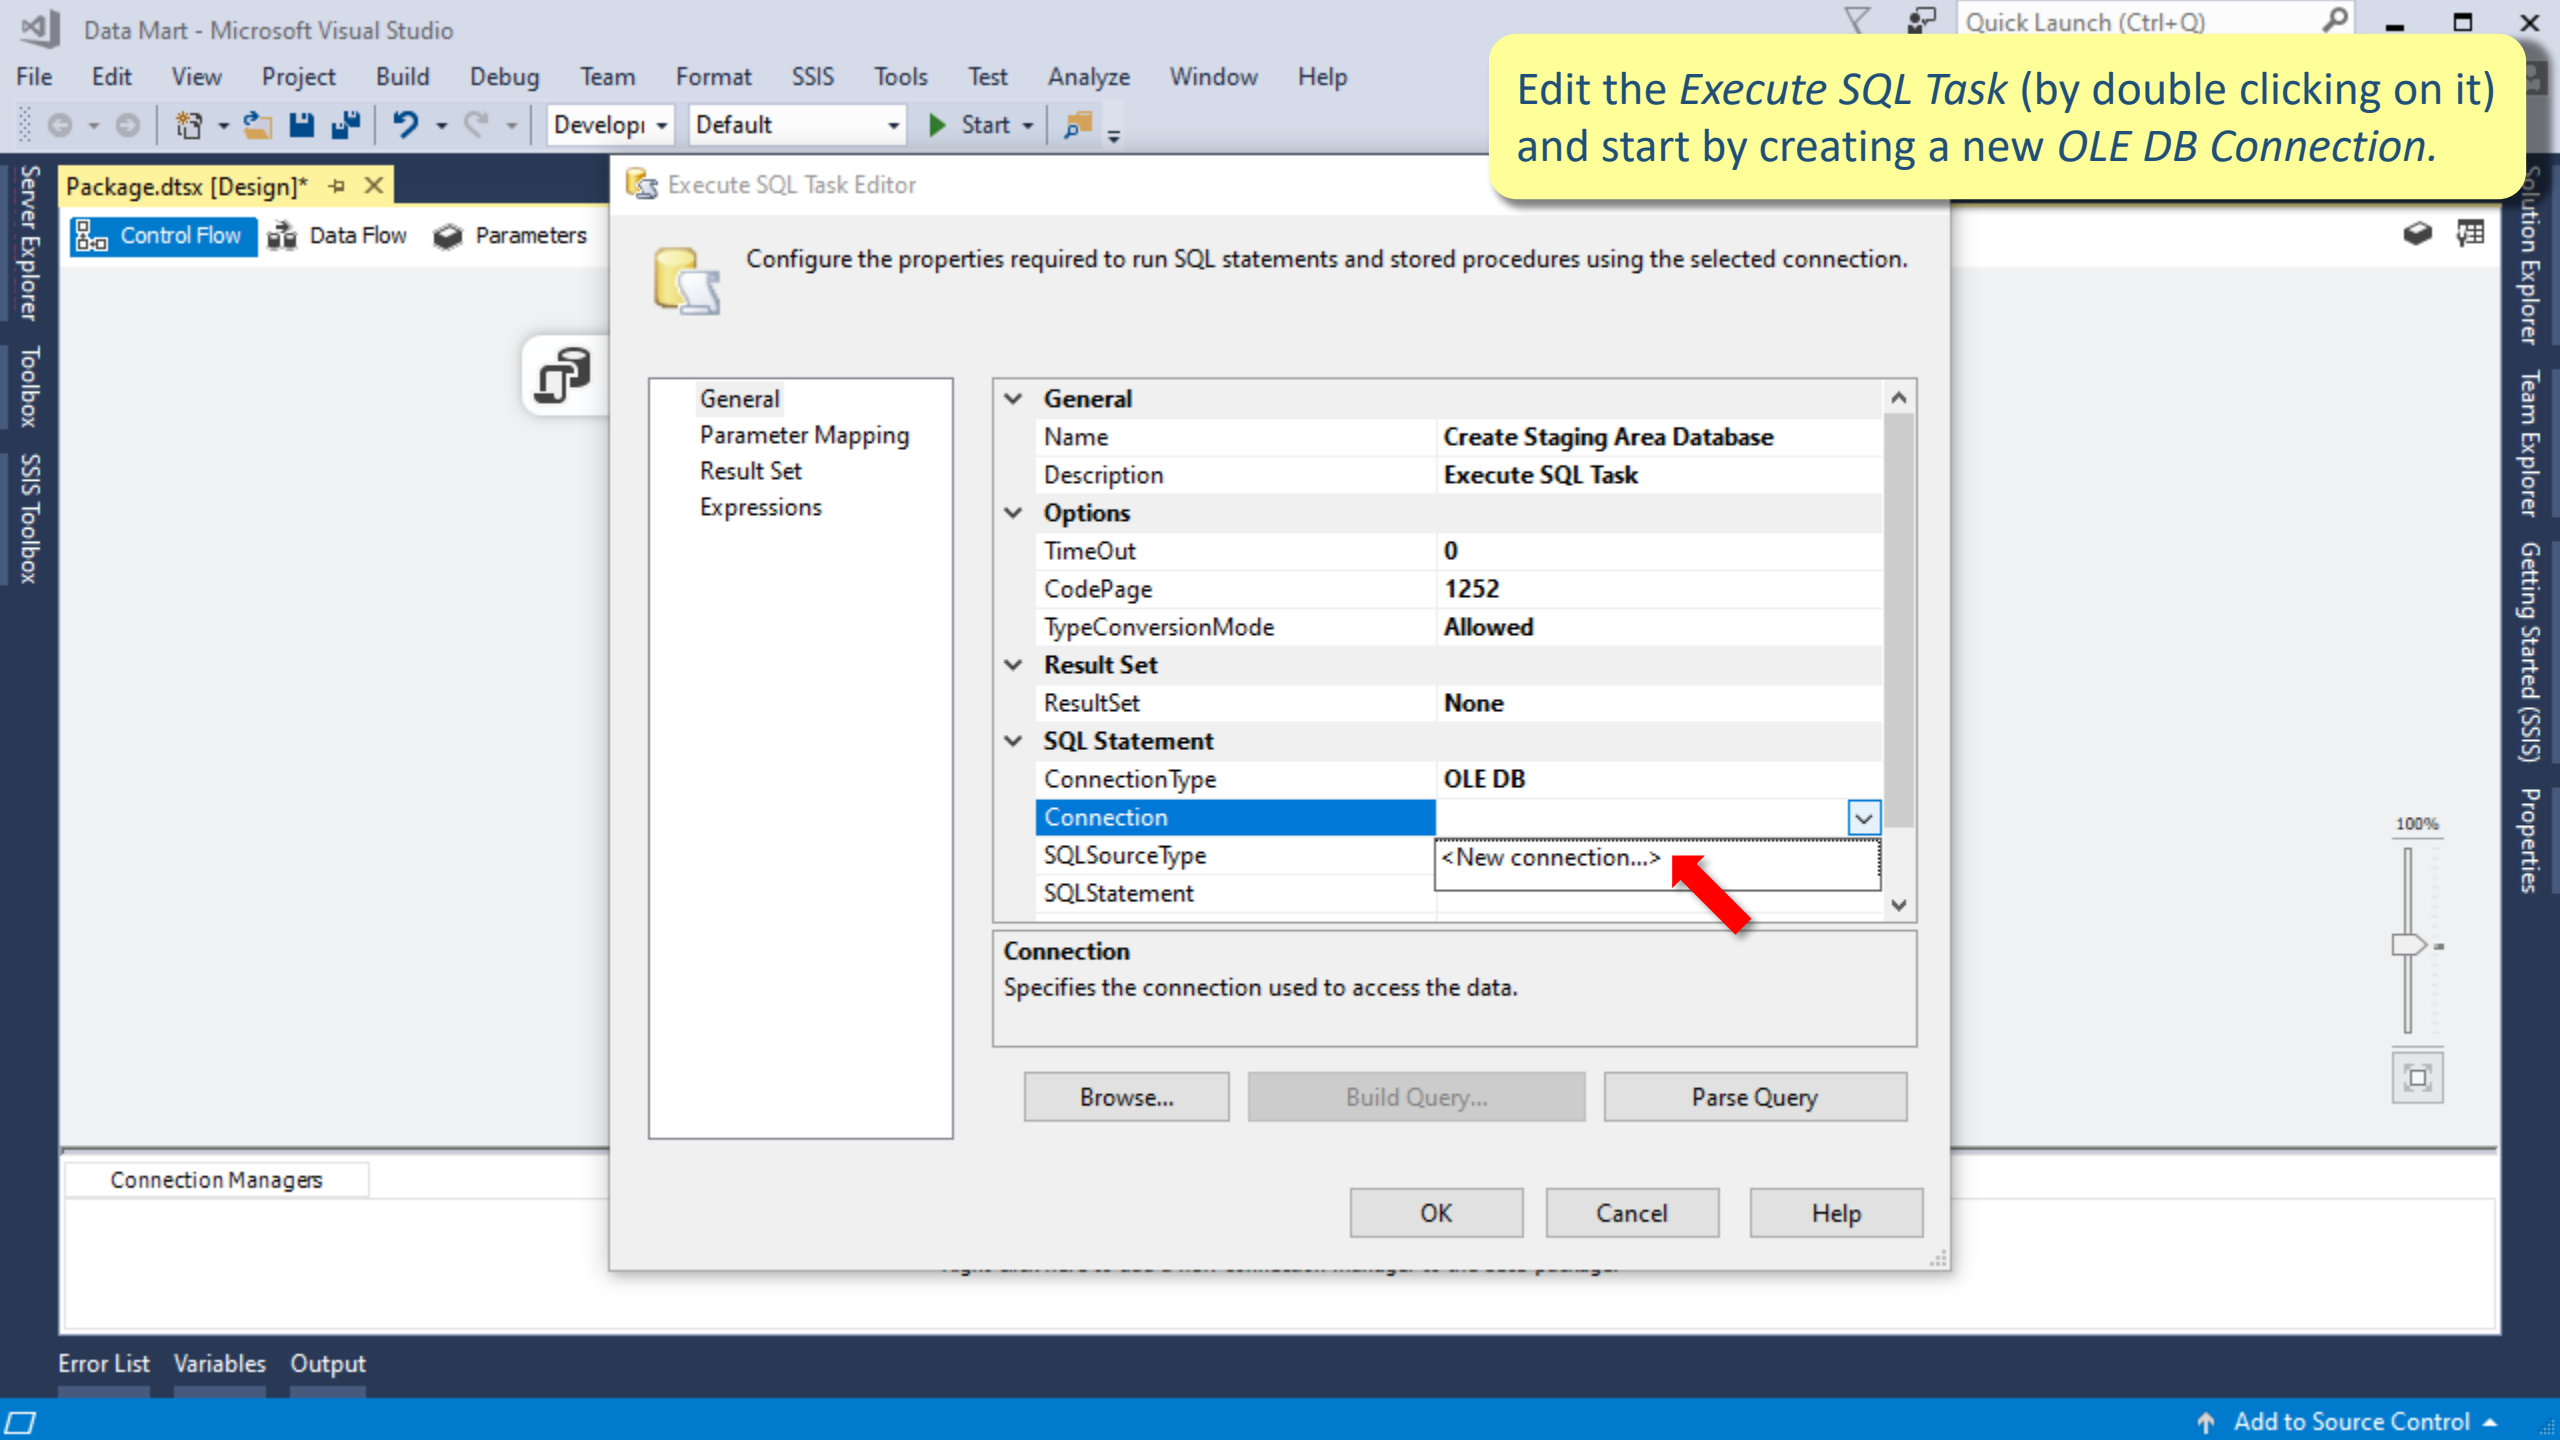 Data Mart - Microsoft Visual Studio
Quick Launch (Ctrl+Q)
File Edit View Project Build Debug Team Format SSIS Tools Test Analyze Window Help
Edit the Execute SQL Task (by double clicking on it)
and start by creating a new OLE DB Connection.
Develop Default Start
Package.dtsx [Design]*
Control Flow Data Flow Parameters
Server Explorer
Toolbox
SSIS Toolbox
Execute SQL Task Editor
Configure the properties required to run SQL statements and stored procedures using the selected connection.
General
Parameter Mapping
Result Set
Expressions
General
Name Create Staging Area Database
Description Execute SQL Task
Options
TimeOut 0
CodePage 1252
TypeConversionMode Allowed
Result Set
ResultSet None
SQL Statement
ConnectionType OLE DB
Connection
SQLSourceType
<New connection...>
SQLStatement
Connection
Specifies the connection used to access the data.
Browse... Build Query... Parse Query
OK Cancel Help
100%
Solution Explorer
Team Explorer
Getting Started (SSIS)
Properties
Connection Managers
Error List Variables Output
Add to Source Control